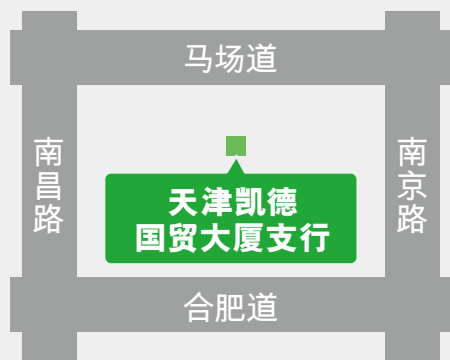 马场道
南昌路
南京路
天津凯德
国贸大厦支行
合肥道